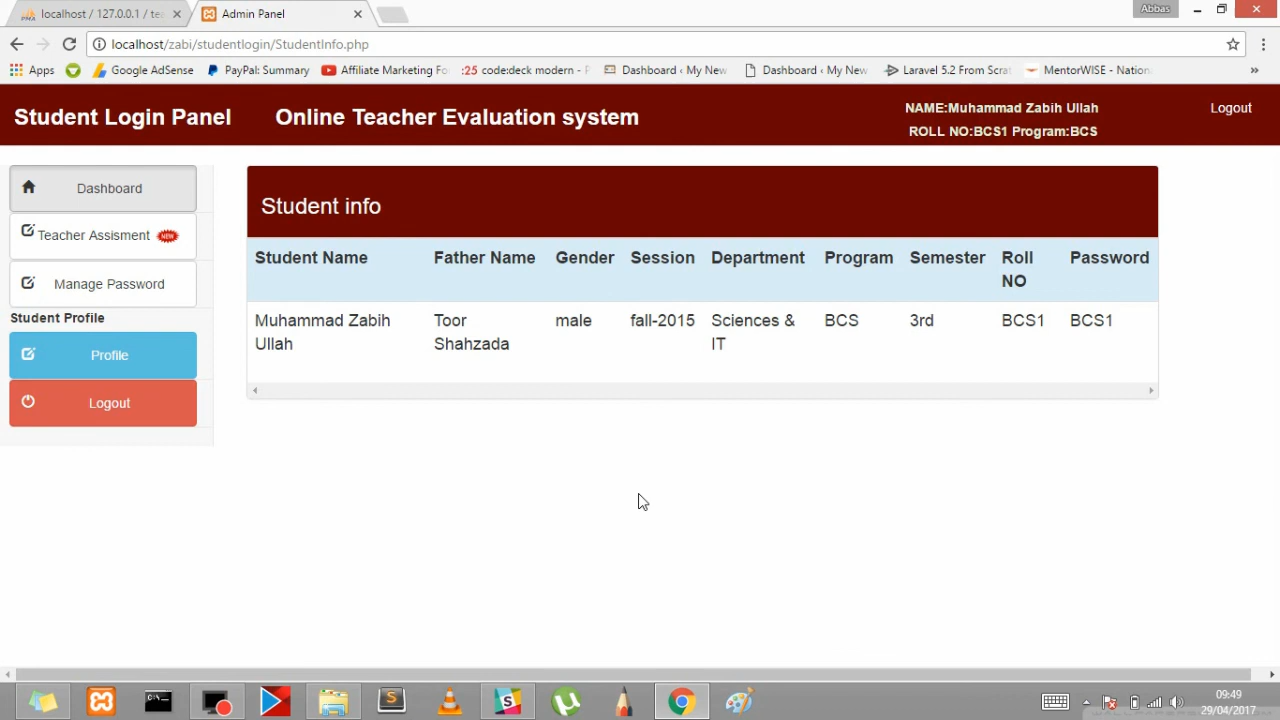 localhost / 127.0.0.1 / te
Admin Panel
Abbas
localhost/zabi/studentlogin/StudentInfo.php
Apps
Google AdSense
PayPal: Summary
Affiliate Marketing Fo
:25 code:deck modern -
Dashboard ‹ My New
Dashboard ‹ My New
Laravel 5.2 From Scrat
MentorWISE - Nation
Student Login Panel
Online Teacher Evaluation system
NAME:Muhammad Zabih Ullah
ROLL NO:BCS1 Program:BCS
Logout
Dashboard
Teacher Assisment NEW
Manage Password
Student Profile
Profile
Logout
Student info
Student Name Father Name Gender Session Department Program Semester Roll NO Password
Muhammad Zabih Ullah Toor Shahzada male fall-2015 Sciences & IT BCS 3rd BCS1 BCS1
09:49
29/04/2017